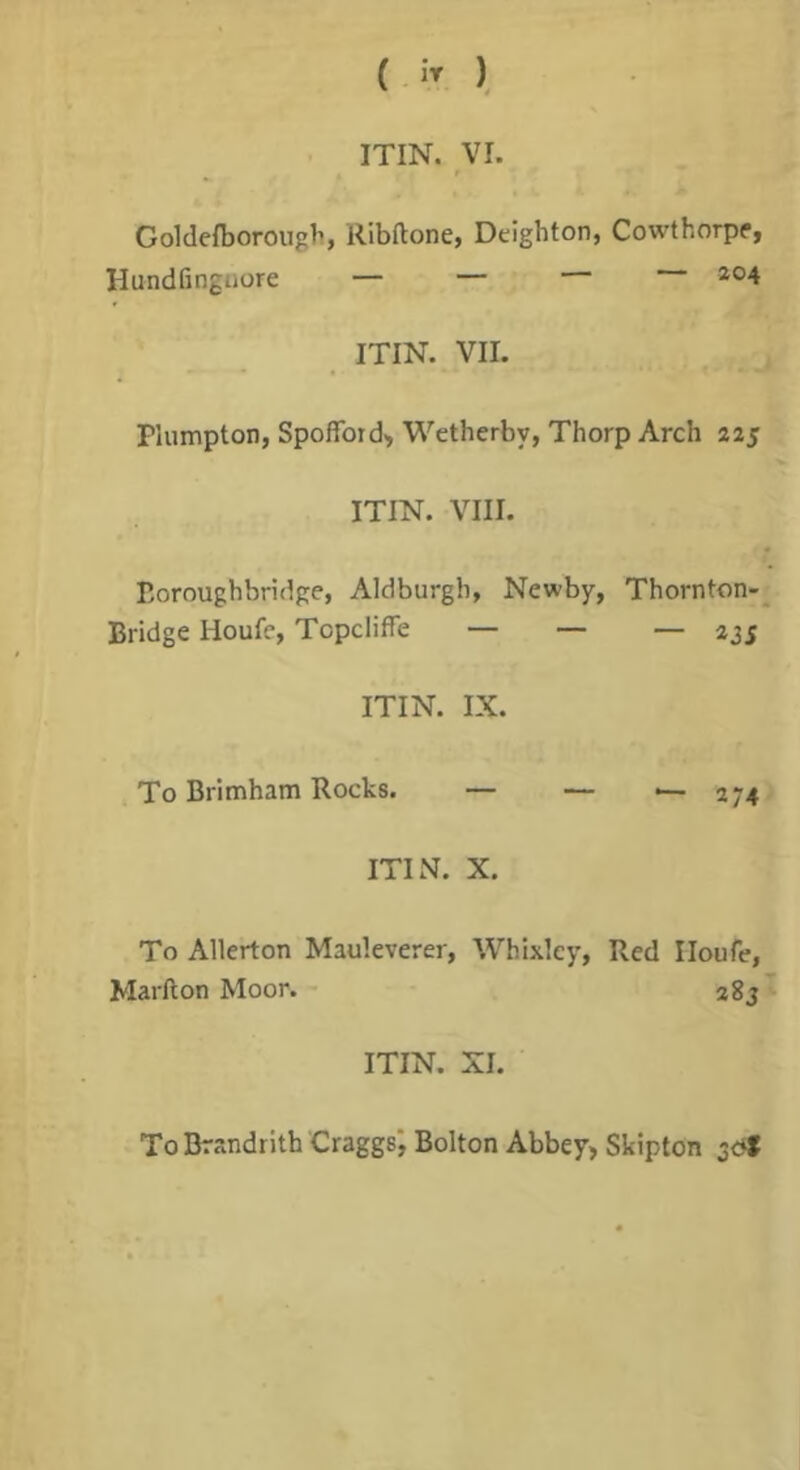 ( iv )
ITIN. VI.
Goldeſborough, Ribſtone, Deighton, Cowthorpe,
Hundſingnore — — — — 204
ITIN. VII.
Plumpton, Spofford, Wetherby, Thorp Arch 225
ITIN. VIII.
Boroughbridge, Aldburgh, Newby, Thornton-
Bridge Houſe, Topcliffe — — — 235
ITIN. IX.
To Brimham Rocks. — — — 274
ITIN. X.
To Allerton Mauleverer, Whixley, Red Houſe,
Marſton Moor. 283
ITIN. XI.
To Brandrith Craggs, Bolton Abbey, Skipton